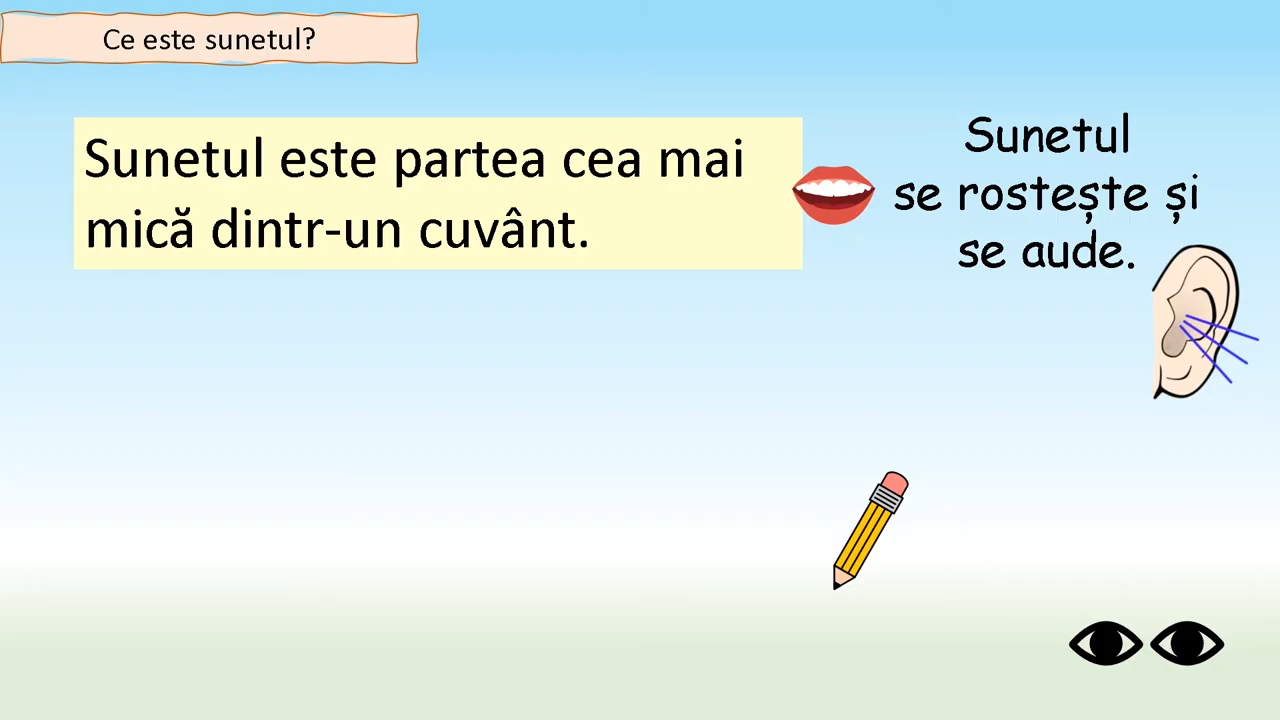 Ce este sunetul?
Sunetul este partea cea mai
mică dintr-un cuvânt.
Sunetul
se rostește și
se aude.